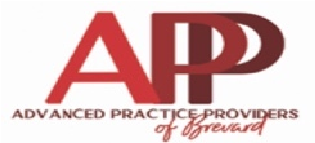 APP
ADVANCED PRACTICE PROVIDERS
of Brevard